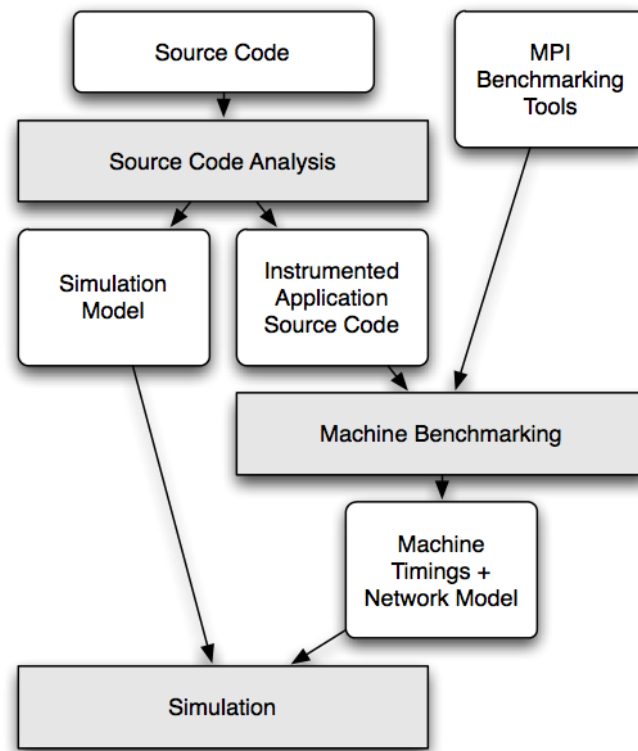 Source Code
MPI
Benchmarking
Tools
Source Code Analysis
Simulation
Model
Instrumented
Application
Source Code
Machine Benchmarking
Machine
Timings +
Network Model
Simulation